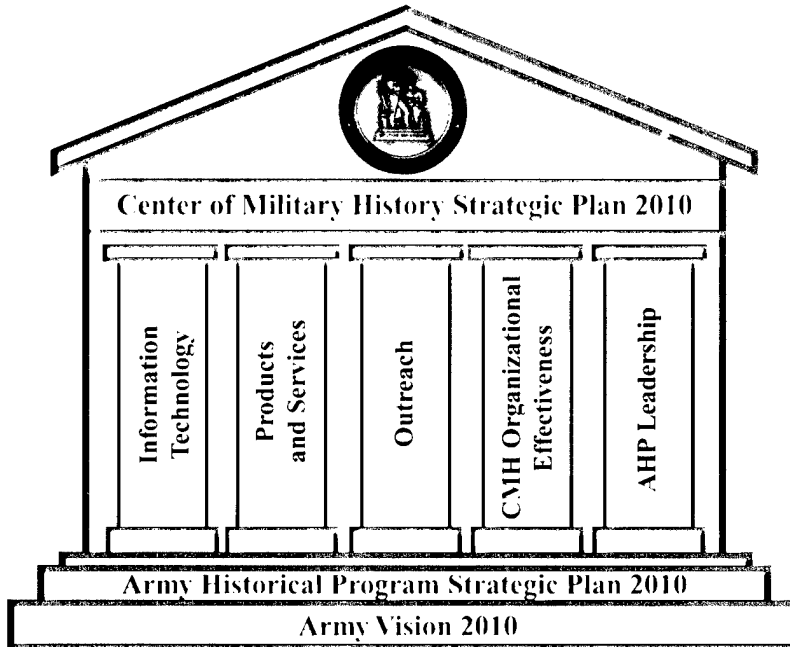 Center of Military History Strategic Plan 2010
Information
Technology
Products
and Services
Outreach
CMH Organizational
Effectiveness
AHP Leadership
Army Historical Program Strategic Plan 2010
Army Vision 2010